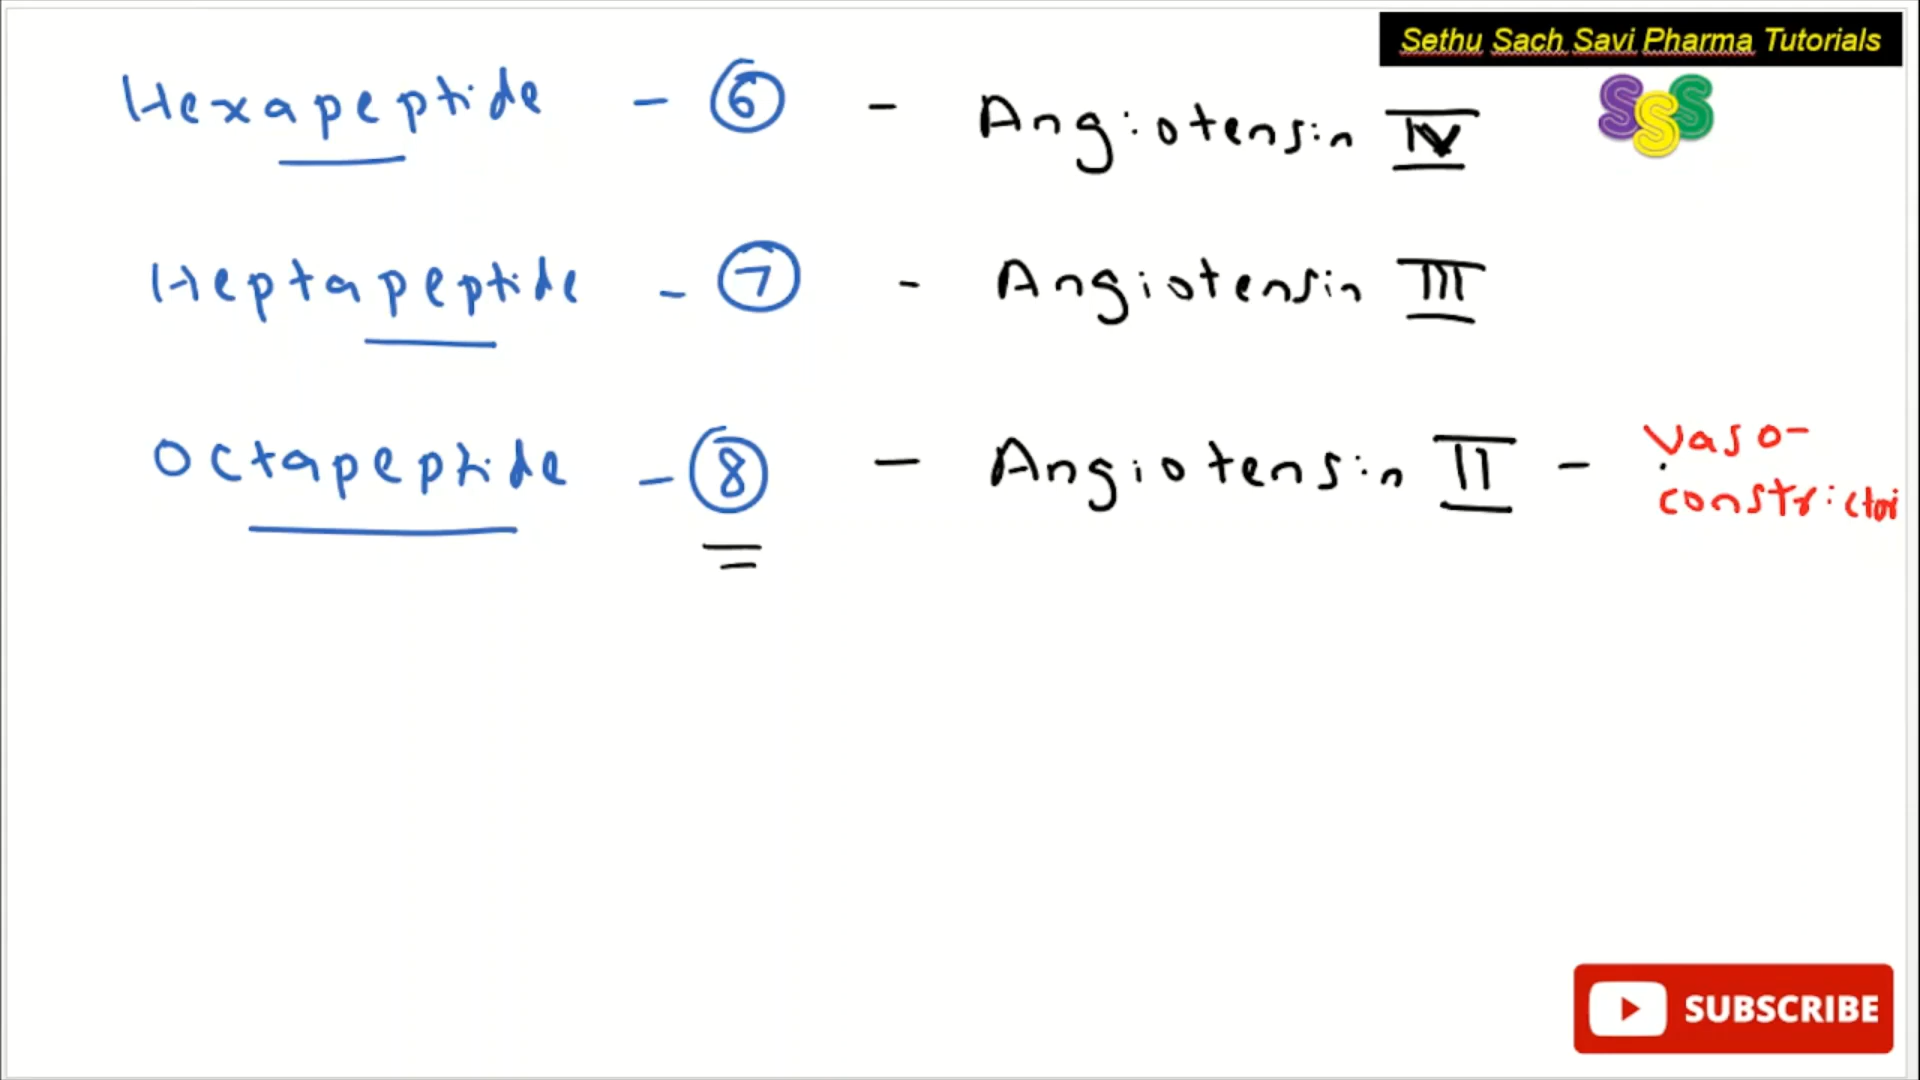 Sethu Sach Savi Pharma Tutorials
SSS
Hexapeptide - 6 - Angiotensin IV
Heptapeptide - 7 - Angiotensin III
Octapeptide - 8 - Angiotensin II - Vaso-
constrictor
SUBSCRIBE